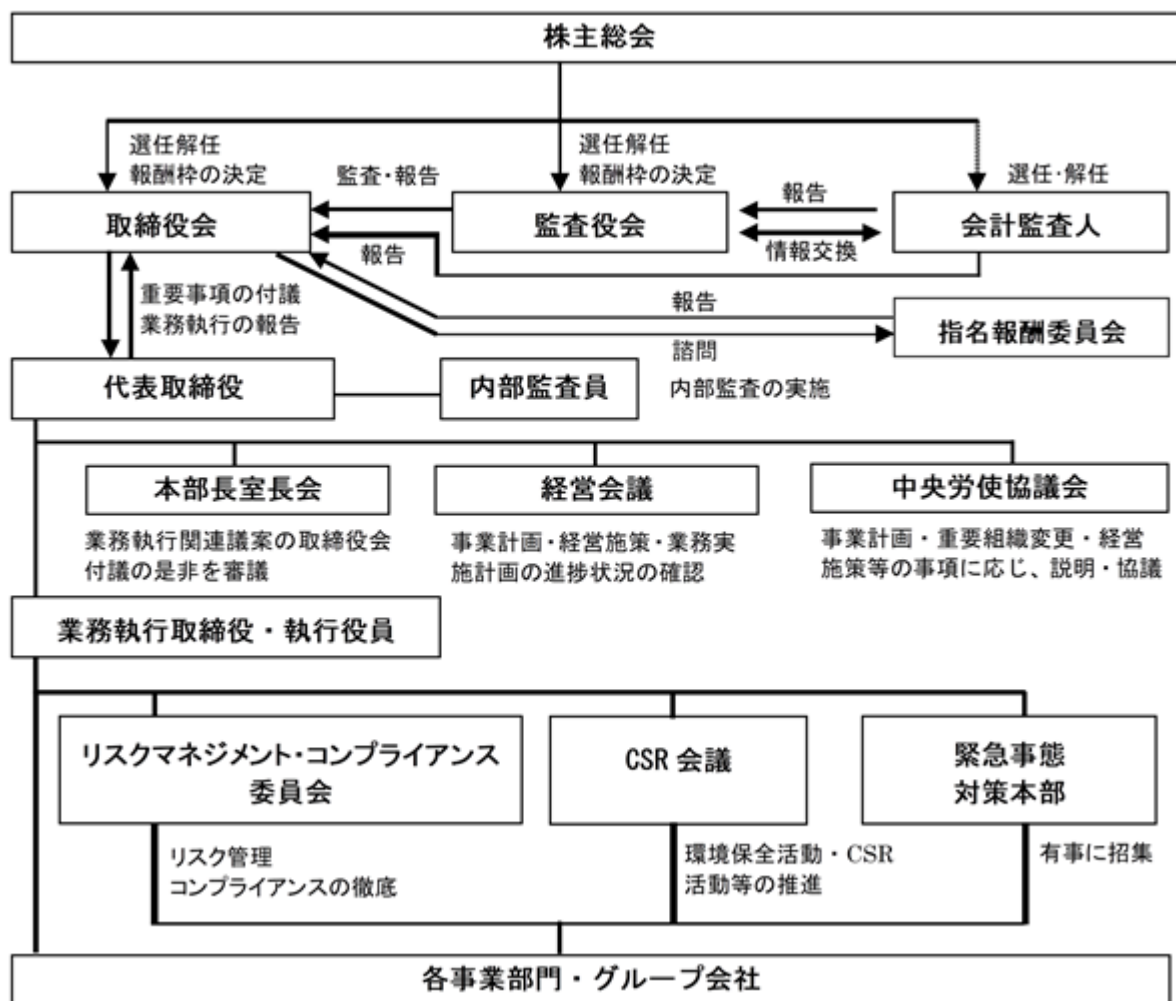 株主総会
選任解任
報酬枠の決定
監査・報告
選任解任
報酬枠の決定
報告
選任・解任
取締役会
監査役会
会計監査人
報告
情報交換
重要事項の付議
業務執行の報告
報告
指名報酬委員会
諮問
代表取締役
内部監査員
内部監査の実施
本部長室長会
経営会議
中央労使協議会
業務執行関連議案の取締役会
付議の是非を審議
事業計画・経営施策・業務実
施計画の進捗状況の確認
事業計画・重要組織変更・経営
施策等の事項に応じ、説明・協議
業務執行取締役・執行役員
リスクマネジメント・コンプライアンス
委員会
CSR 会議
緊急事態
対策本部
リスク管理
コンプライアンスの徹底
環境保全活動・CSR
活動等の推進
有事に招集
各事業部門・グループ会社